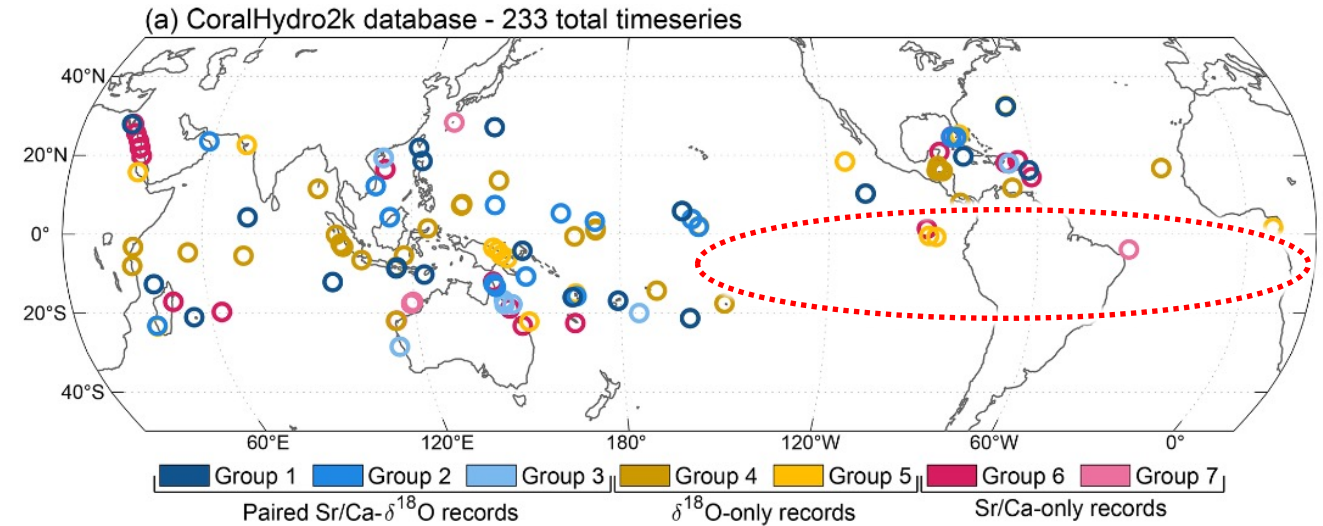 (a) CoralHydro2k database - 233 total timeseries
40°N
20°N
0°
20°S
40°S
60°E 120°E 180° 120°W 60°W 0°
Group 1 Group 2 Group 3 Group 4 Group 5 Group 6 Group 7
Paired Sr/Ca-δ¹⁸O records δ¹⁸O-only records Sr/Ca-only records